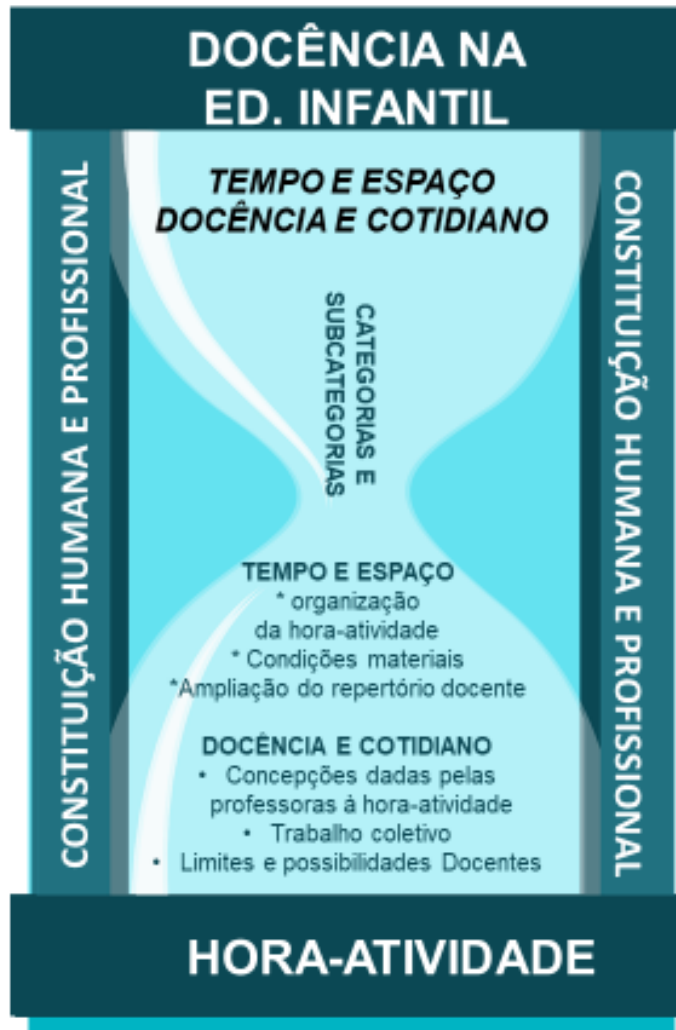 DOCÊNCIA NA
ED. INFANTIL
CONSTITUIÇÃO HUMANA E PROFISSIONAL
TEMPO E ESPAÇO
DOCÊNCIA E COTIDIANO
CATEGORIAS E
SUBCATEGORIAS
TEMPO E ESPAÇO
* organização
da hora-atividade
* Condições materiais
*Ampliação do repertório docente
DOCÊNCIA E COTIDIANO
• Concepções dadas pelas
professoras á hora-atividade
• Trabalho coletivo
• Limites e possibilidades Docentes
CONSTITUIÇÃO HUMANA E PROFISSIONAL
HORA-ATIVIDADE